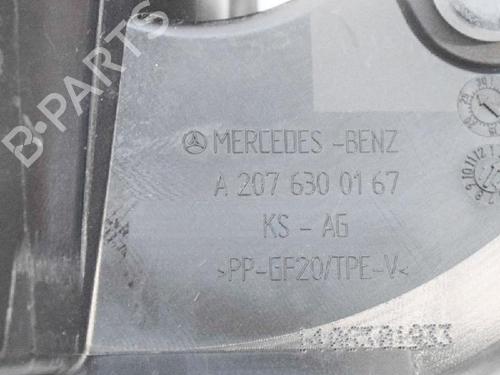 B-PARTS
MERCEDES-BENZ
A 207 630 01 67
KS - AG
>PP-GF20/TPE-V<